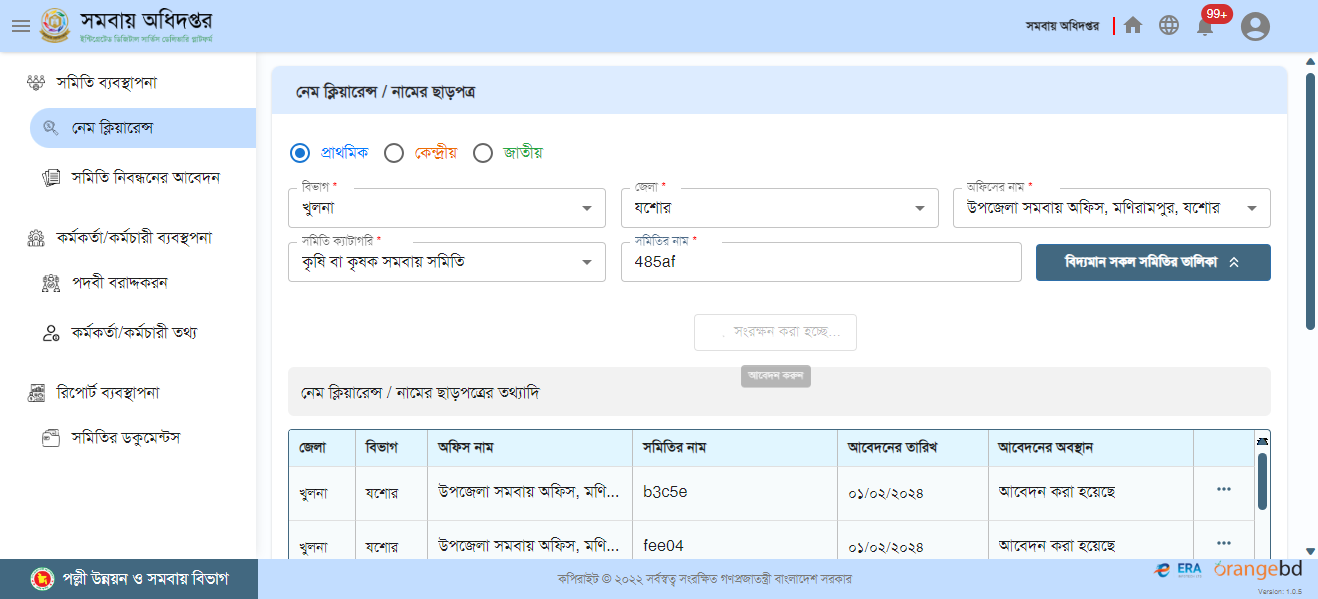 সমবায় অধিদপ্তর
ইন্টিগ্রেটেড ডিজিটাল সার্ভিস ডেলিভারি প্লাটফর্ম
সমবায় অধিদপ্তর
99+
সমিতি ব্যবস্থাপনা
নেম ক্লিয়ারেন্স
সমিতি নিবন্ধনের আবেদন
কর্মকর্তা/কর্মচারী ব্যবস্থপনা
পদবী বরাদ্দকরন
কর্মকর্তা/কর্মচারী তথ্য
রিপোর্ট ব্যবস্থাপনা
সমিতির ডকুমেন্টস
পল্লী উন্নয়ন ও সমবায় বিভাগ
নেম ক্লিয়ারেন্স / নামের ছাড়পত্র
প্রাথমিক কেন্দ্রীয় জাতীয়
বিভাগ * জেলা * অফিসের নাম *
খুলনা যশোর উপজেলা সমবায় অফিস, মণিরামপুর, যশোর
সমিতি ক্যাটাগরি * সমিতির নাম *
কৃষি বা কৃষক সমবায় সমিতি 485af বিদ্যমান সকল সমিতির তালিকা
সংরক্ষন করা হচ্ছে...
আবেদন করুন
নেম ক্লিয়ারেন্স / নামের ছাড়পত্রের তথ্যাদি
জেলা বিভাগ অফিস নাম সমিতির নাম আবেদনের তারিখ আবেদনের অবস্থান
খুলনা যশোর উপজেলা সমবায় অফিস, মণি... b3c5e ০১/০২/২০২৪ আবেদন করা হয়েছে
খুলনা যশোর উপজেলা সমবায় অফিস, মণি... fee04 ০১/০২/২০২৪ আবেদন করা হয়েছে
কপিরাইট © ২০২২ সর্বস্বত্ব সংরক্ষিত গণপ্রজাতন্ত্রী বাংলাদেশ সরকার
ERA
orangebd
Version: 1.0.5